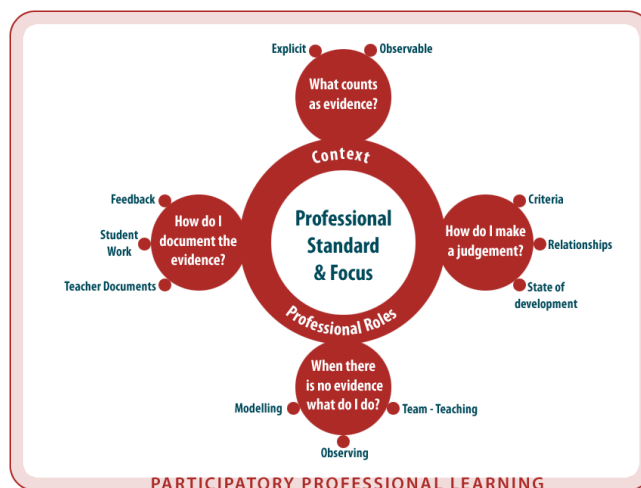 Explicit
Observable
What counts
as evidence?
Context
Feedback
Student
Work
Teacher Documents
How do I
document the
evidence?
Professional
Standard
& Focus
How do I make
a judgement?
Criteria
Relationships
State of
development
Professional Roles
When there
is no evidence
what do I do?
Modelling
Team - Teaching
Observing
PARTICIPATORY PROFESSIONAL LEARNING